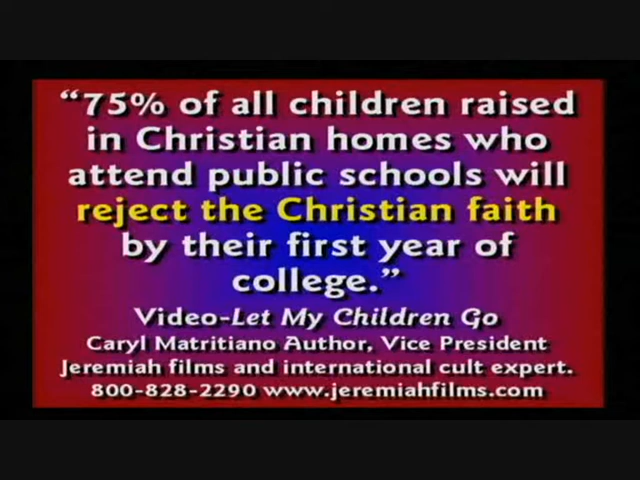 “75% of all children raised
in Christian homes who
attend public schools will
reject the Christian faith
by their first year of
college.”
Video-Let My Children Go
Caryl Matritiano Author, Vice President
Jeremiah films and international cult expert.
800-828-2290 www.jeremiahfilms.com